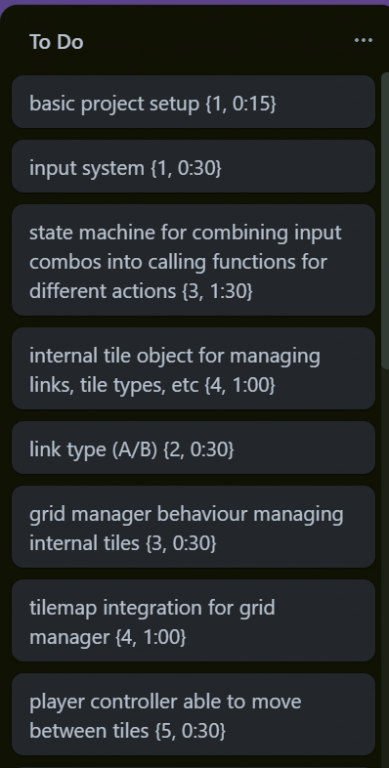 To Do
basic project setup {1, 0:15}
input system {1, 0:30}
state machine for combining input
combos into calling functions for
different actions {3, 1:30}
internal tile object for managing
links, tile types, etc {4, 1:00}
link type (A/B) {2, 0:30}
grid manager behaviour managing
internal tiles {3, 0:30}
tilemap integration for grid
manager {4, 1:00}
player controller able to move
between tiles {5, 0:30}